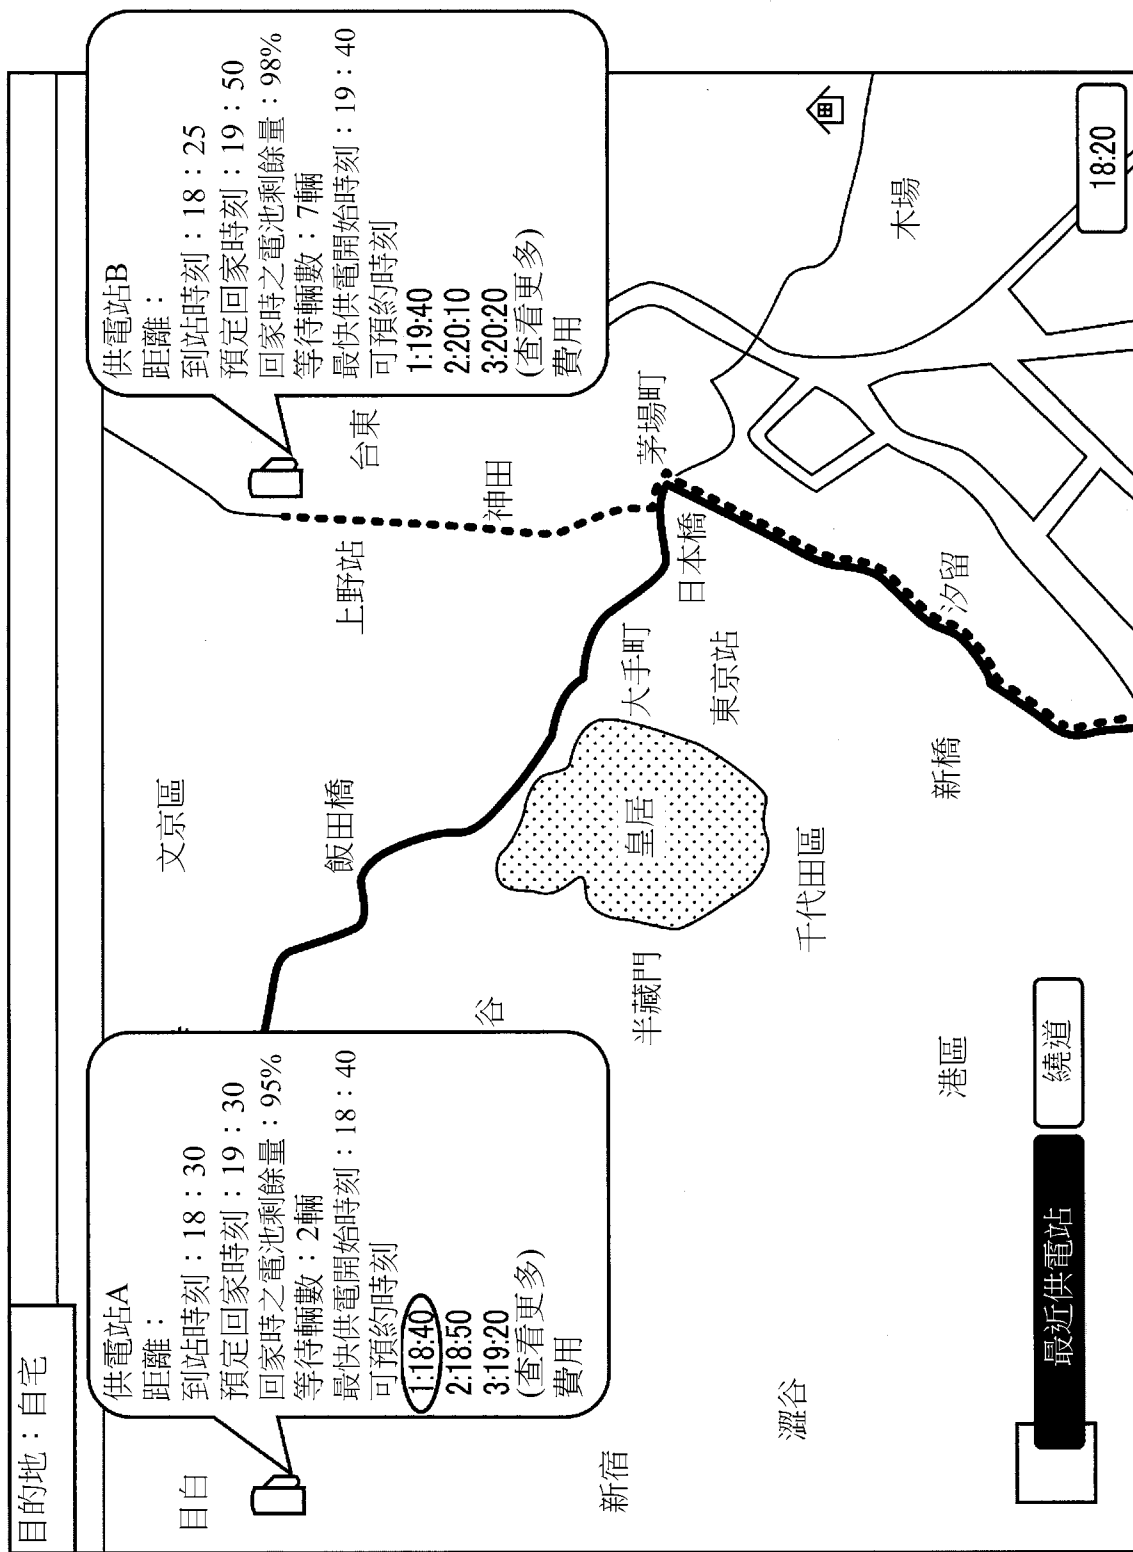 目的地：自宅
供電站A
距離：
到站時刻：18：30
預定回家時刻：19：30
回家時之電池剩餘量：95%
等待輛數：2輛
最快供電開始時刻：18：40
可預約時刻
1:18:40
2:18:50
3:19:20
(查看更多)
費用
供電站B
距離：
到站時刻：18：25
預定回家時刻：19：50
回家時之電池剩餘量：98%
等待輛數：7輛
最快供電開始時刻：19：40
可預約時刻
1:19:40
2:20:10
3:20:20
(查看更多)
費用
目白
文京區
飯田橋
上野站
台東
神田
谷
新宿
半藏門
皇居
大手町
日本橋
茅場町
東京站
澀谷
千代田區
木場
港區
新橋
汐留
最近供電站
繞道
18:20